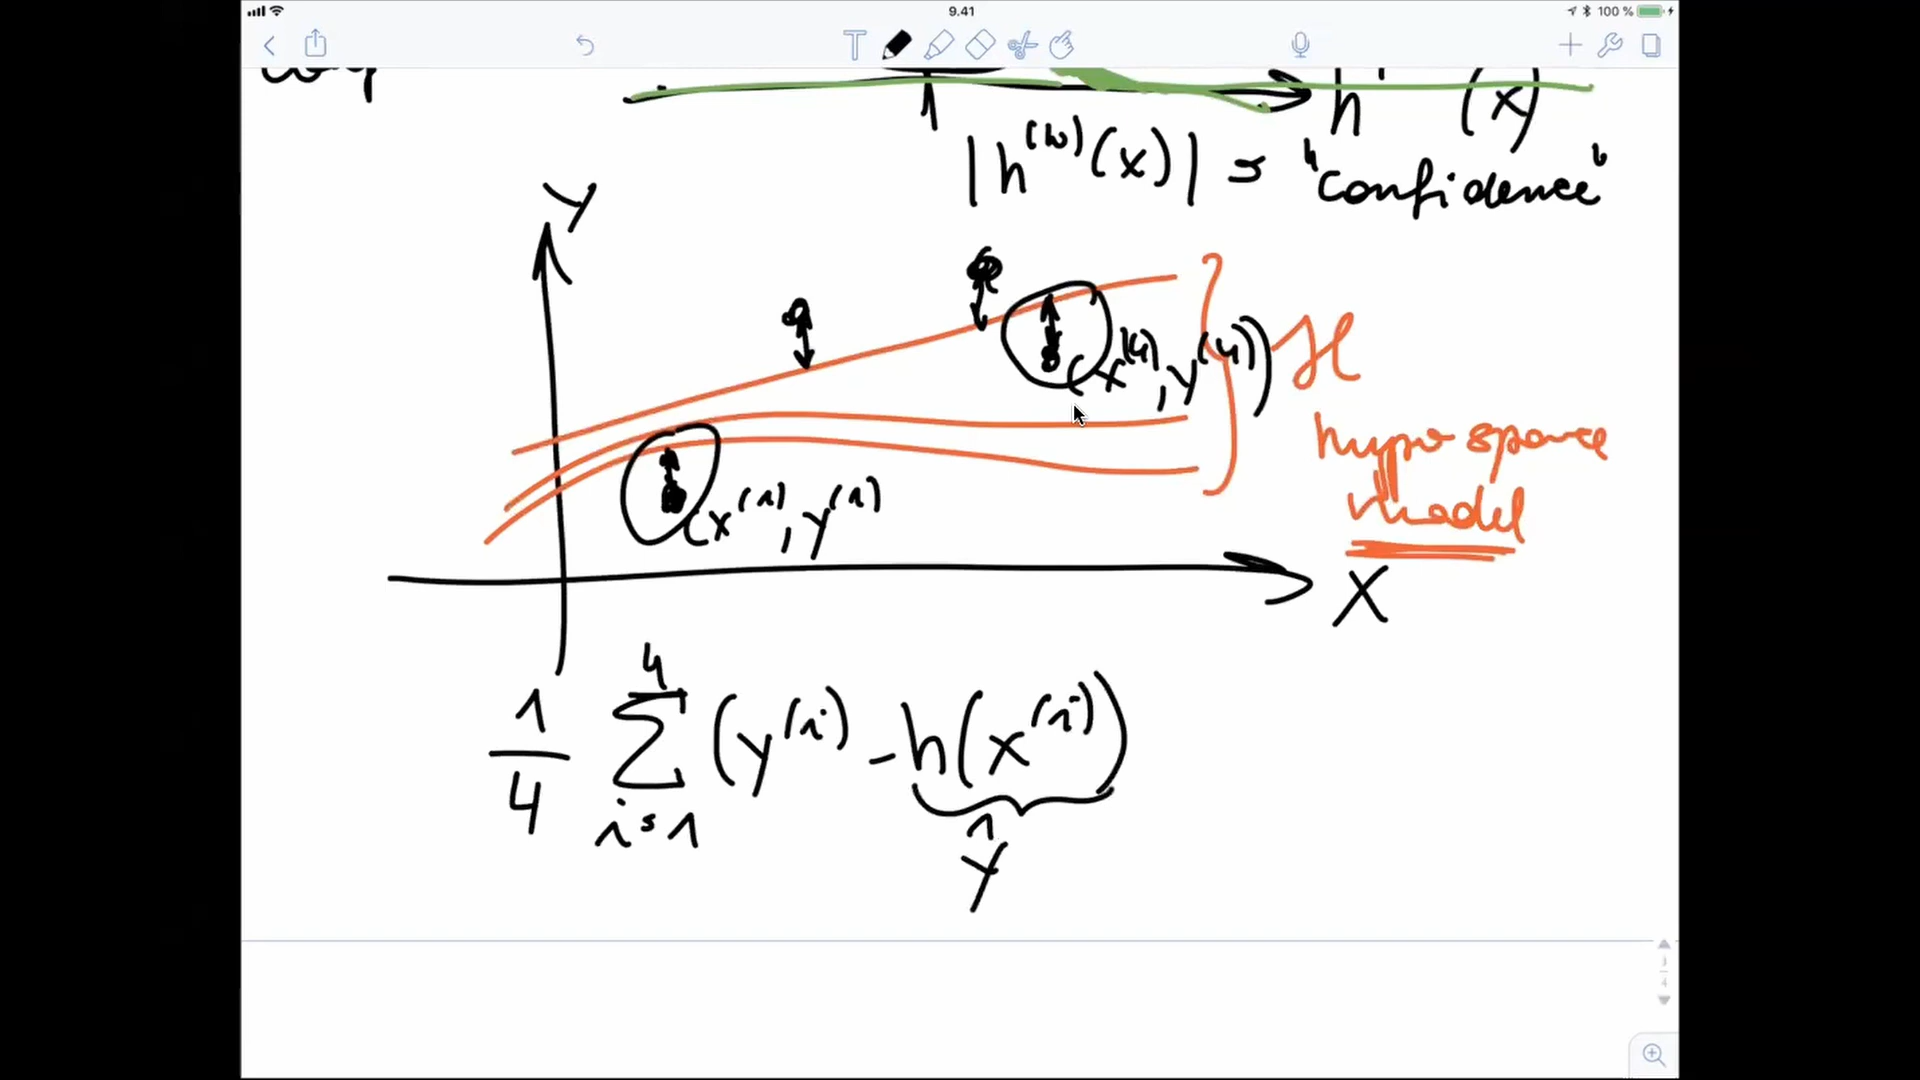 9.41
100 %
h (x)
|h^(w)(x)| = "confidence"
Y
(x^(4), y^(4)) H
hypo space
model
(x^(1), y^(1))
X
1/4 4∑i=1 (y^(i) - h(x^(i))
ŷ